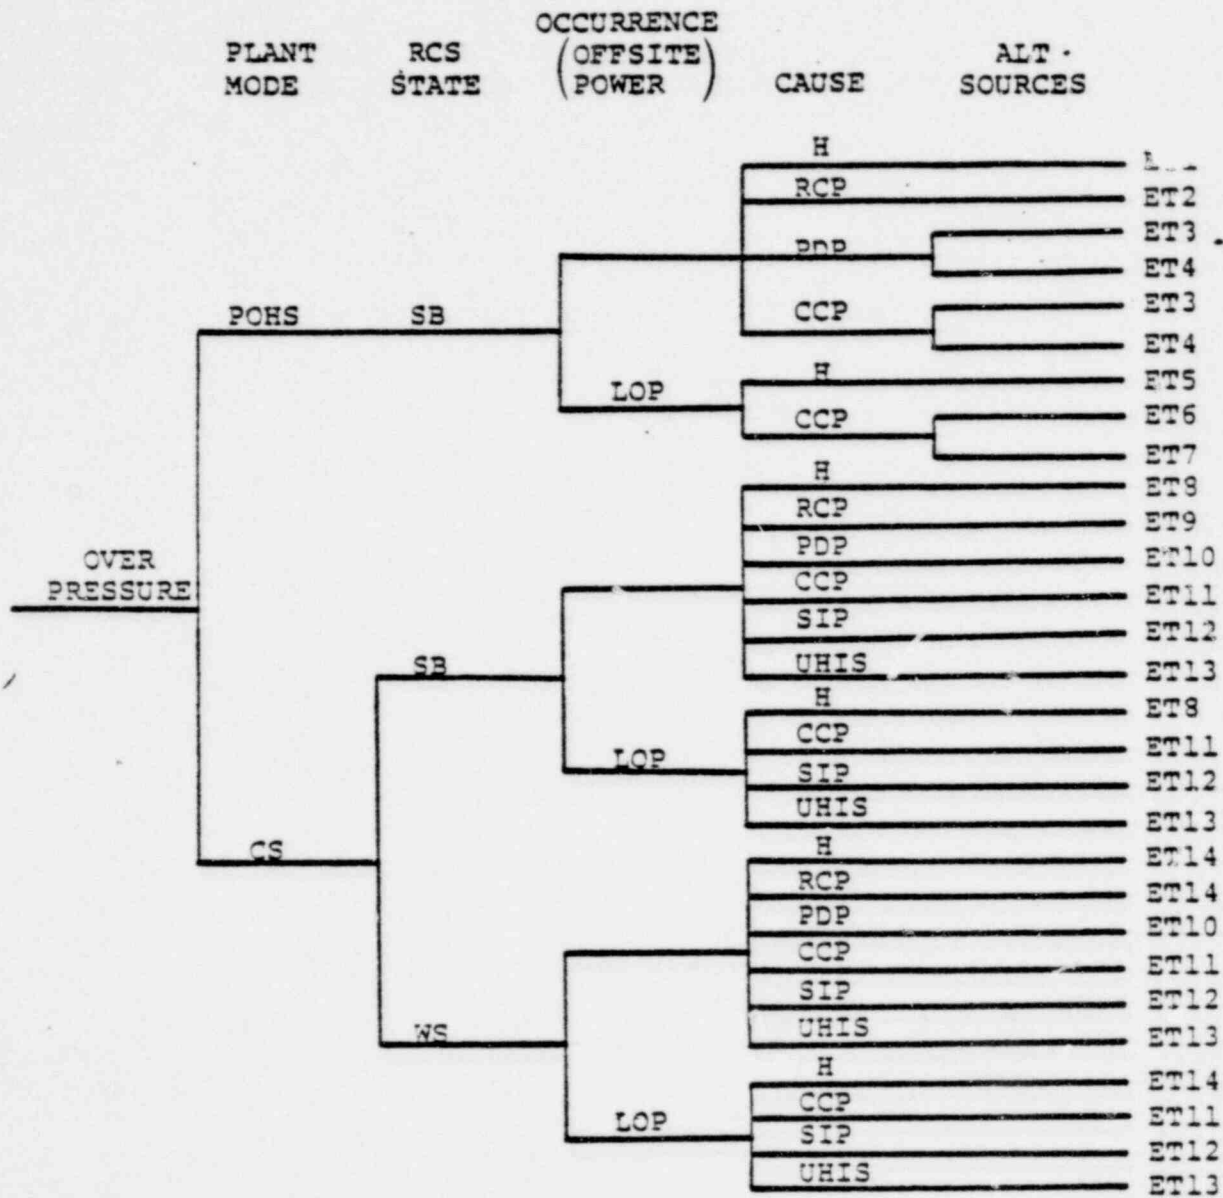 OCCURRENCE
PLANT RCS (OFFSITE) ALT.
MODE STATE (POWER) CAUSE SOURCES
H
RCP ET2
ET3
PDP
ET4
ET3
POHS SB CCP
ET4
H ET5
LOP ET6
CCP
ET7
H ET8
RCP ET9
OVER PDP ET10
PRESSURE CCP ET11
SIP ET12
SB UHIS ET13
H ET8
CCP ET11
LOP SIP ET12
UHIS ET13
CS H ET14
RCP ET14
PDP ET10
CCP ET11
SIP ET12
WS UHIS ET13
H ET14
CCP ET11
LOP SIP ET12
UHIS ET13